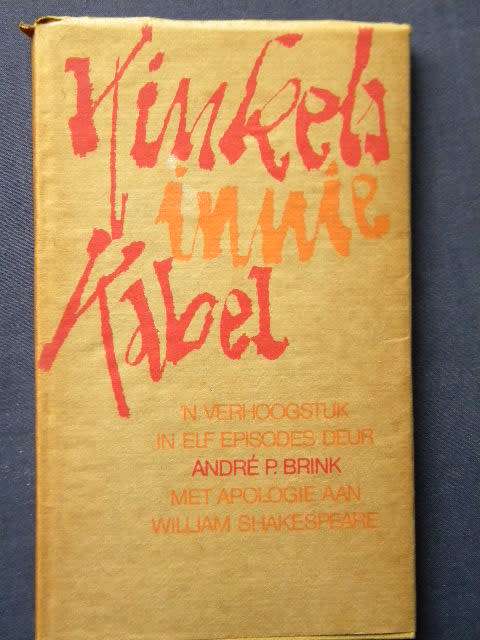 Kinkels
innie
Kabel
'N VERHOOGSTUK
IN ELF EPISODES DEUR
ANDRÉ P. BRINK
MET APOLOGIE AAN
WILLIAM SHAKESPEARE